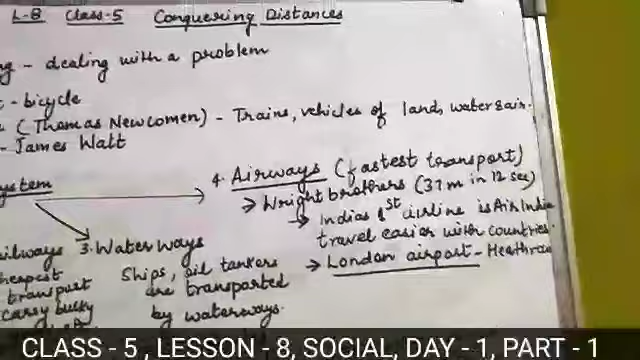 L-8 Class-5 Conquering Distances
ng - dealing with a problem
- bicycle
(Thomas Newcomen) - Trains, vehicles of land, water & air.
- James Watt
ystem
4. Airways (fastest transport)
→ Wright brothers (37 m in 12 sec)
→ Indias 1st airline is Air India
travel easier with countries.
→ London airport - Heathrow
ailways 3. Water ways
heapest Ships, oil tankers
transport are transported
carry bulky by waterways.
CLASS - 5 , LESSON - 8, SOCIAL, DAY - 1, PART - 1